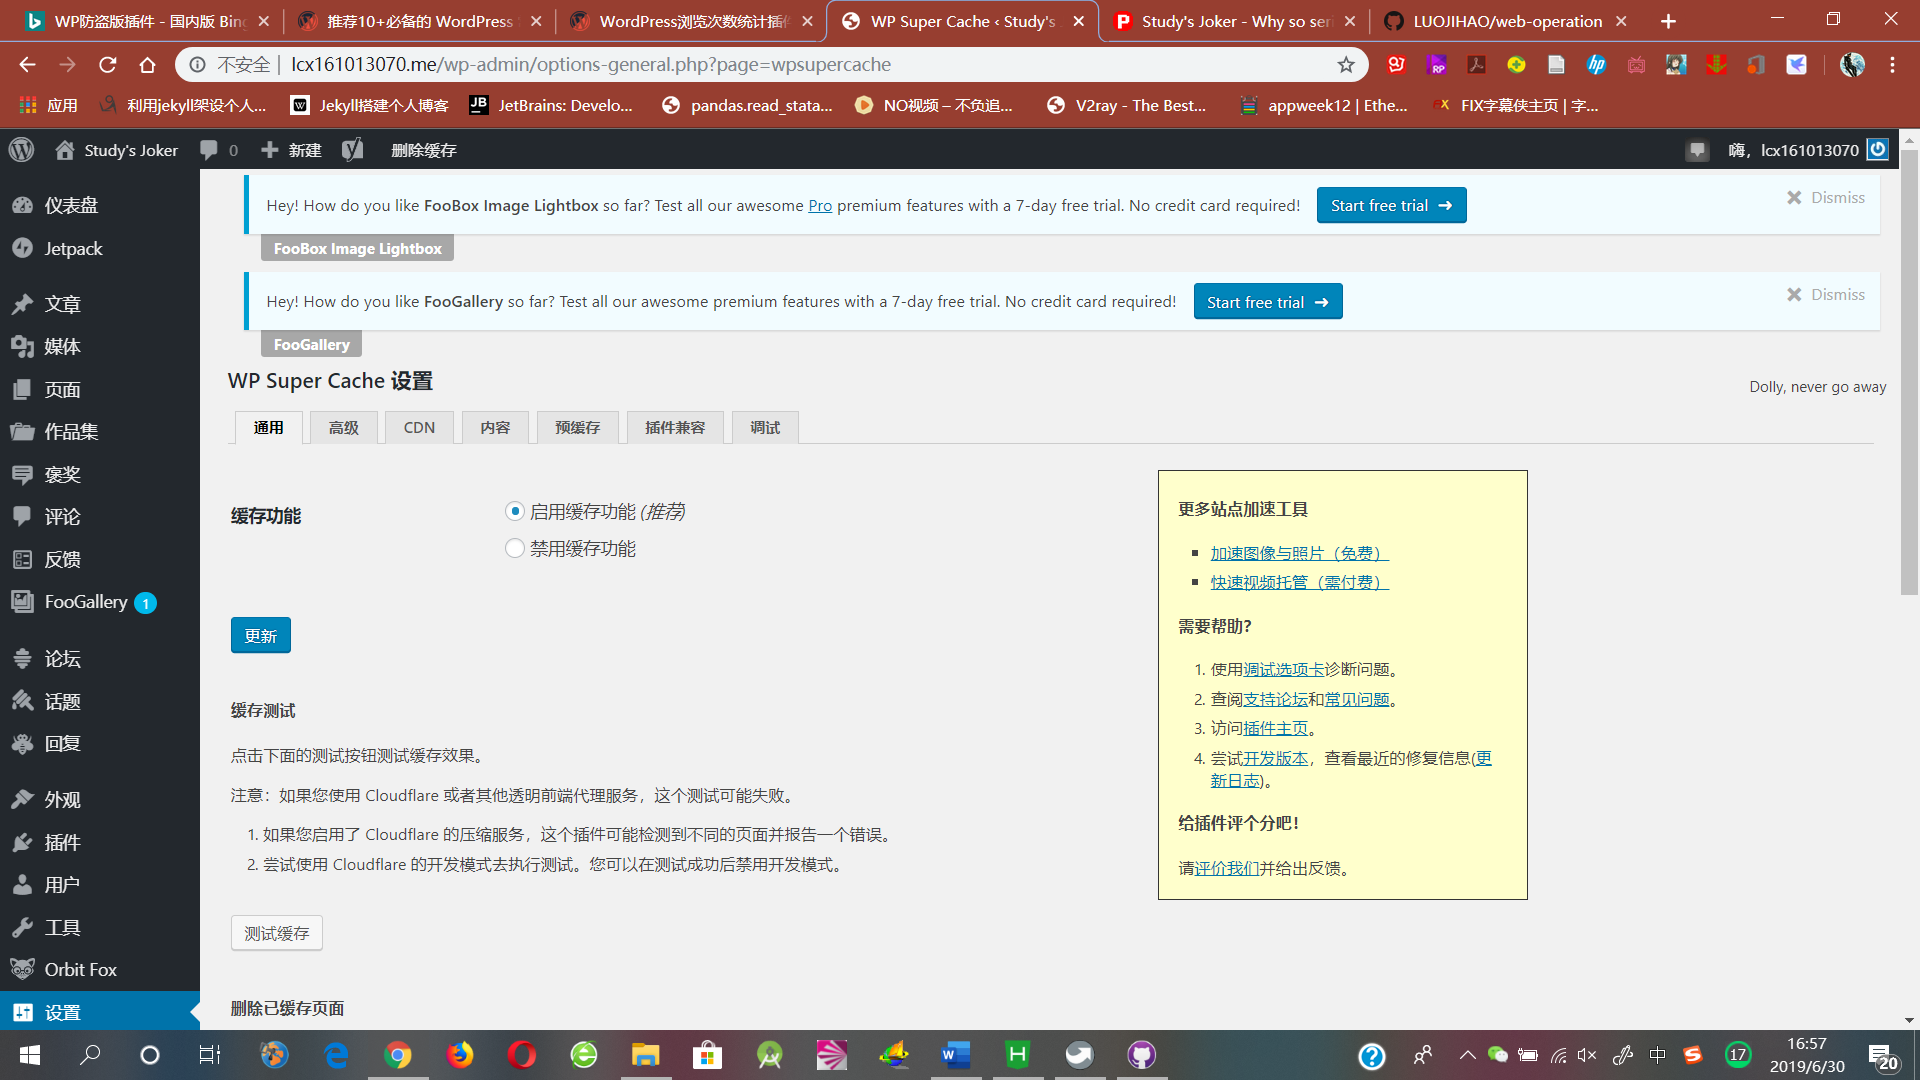 WP防盗版插件 - 国内版 Bing
推荐10+必备的 WordPress
WordPress浏览次数统计插件
WP Super Cache ‹ Study's
Study's Joker - Why so seri
LUOJIHAO/web-operation
不安全 | lcx161013070.me/wp-admin/options-general.php?page=wpsupercache
应用
利用jekyll架设个人...
Jekyll搭建个人博客
JetBrains: Develo...
pandas.read_stata...
NO视频 – 不负追...
V2ray - The Best...
appweek12 | Ethe...
FIX字幕侠主页 | 字...
Study's Joker
0
新建
删除缓存
嗨，lcx161013070
仪表盘
Jetpack
文章
媒体
页面
作品集
褒奖
评论
反馈
FooGallery 1
论坛
话题
回复
外观
插件
用户
工具
Orbit Fox
设置
Hey! How do you like FooBox Image Lightbox so far? Test all our awesome Pro premium features with a 7-day free trial. No credit card required!
Start free trial →
Dismiss
FooBox Image Lightbox
Hey! How do you like FooGallery so far? Test all our awesome premium features with a 7-day free trial. No credit card required!
Start free trial →
Dismiss
FooGallery
WP Super Cache 设置
Dolly, never go away
通用
高级
CDN
内容
预缓存
插件兼容
调试
缓存功能
启用缓存功能 (推荐)
禁用缓存功能
更新
缓存测试
点击下面的测试按钮测试缓存效果。
注意：如果您使用 Cloudflare 或者其他透明前端代理服务，这个测试可能失败。
1. 如果您启用了 Cloudflare 的压缩服务，这个插件可能检测到不同的页面并报告一个错误。
2. 尝试使用 Cloudflare 的开发模式去执行测试。您可以在测试成功后禁用开发模式。
测试缓存
删除已缓存页面
更多站点加速工具
加速图像与照片（免费）
快速视频托管（需付费）
需要帮助?
1. 使用调试选项卡诊断问题。
2. 查阅支持论坛和常见问题。
3. 访问插件主页。
4. 尝试开发版本，查看最近的修复信息(更
新日志)。
给插件评个分吧！
请评价我们并给出反馈。
中
17
16:57
2019/6/30
20